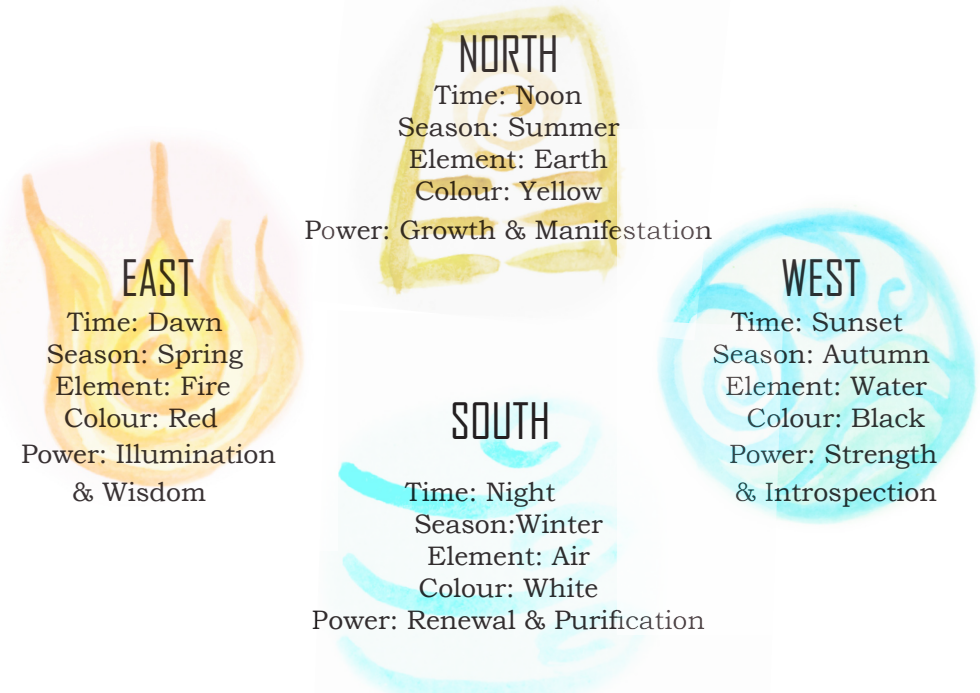 NORTH
Time: Noon
Season: Summer
Element: Earth
Colour: Yellow
Power: Growth & Manifestation
EAST
Time: Dawn
Season: Spring
Element: Fire
Colour: Red
Power: Illumination
& Wisdom
WEST
Time: Sunset
Season: Autumn
Element: Water
Colour: Black
Power: Strength
& Introspection
SOUTH
Time: Night
Season:Winter
Element: Air
Colour: White
Power: Renewal & Purification